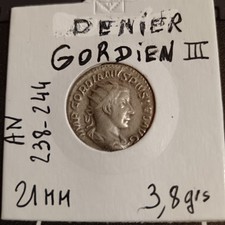 DENIER
GORDIEN III
AN
238-244
21MM
3,8grs